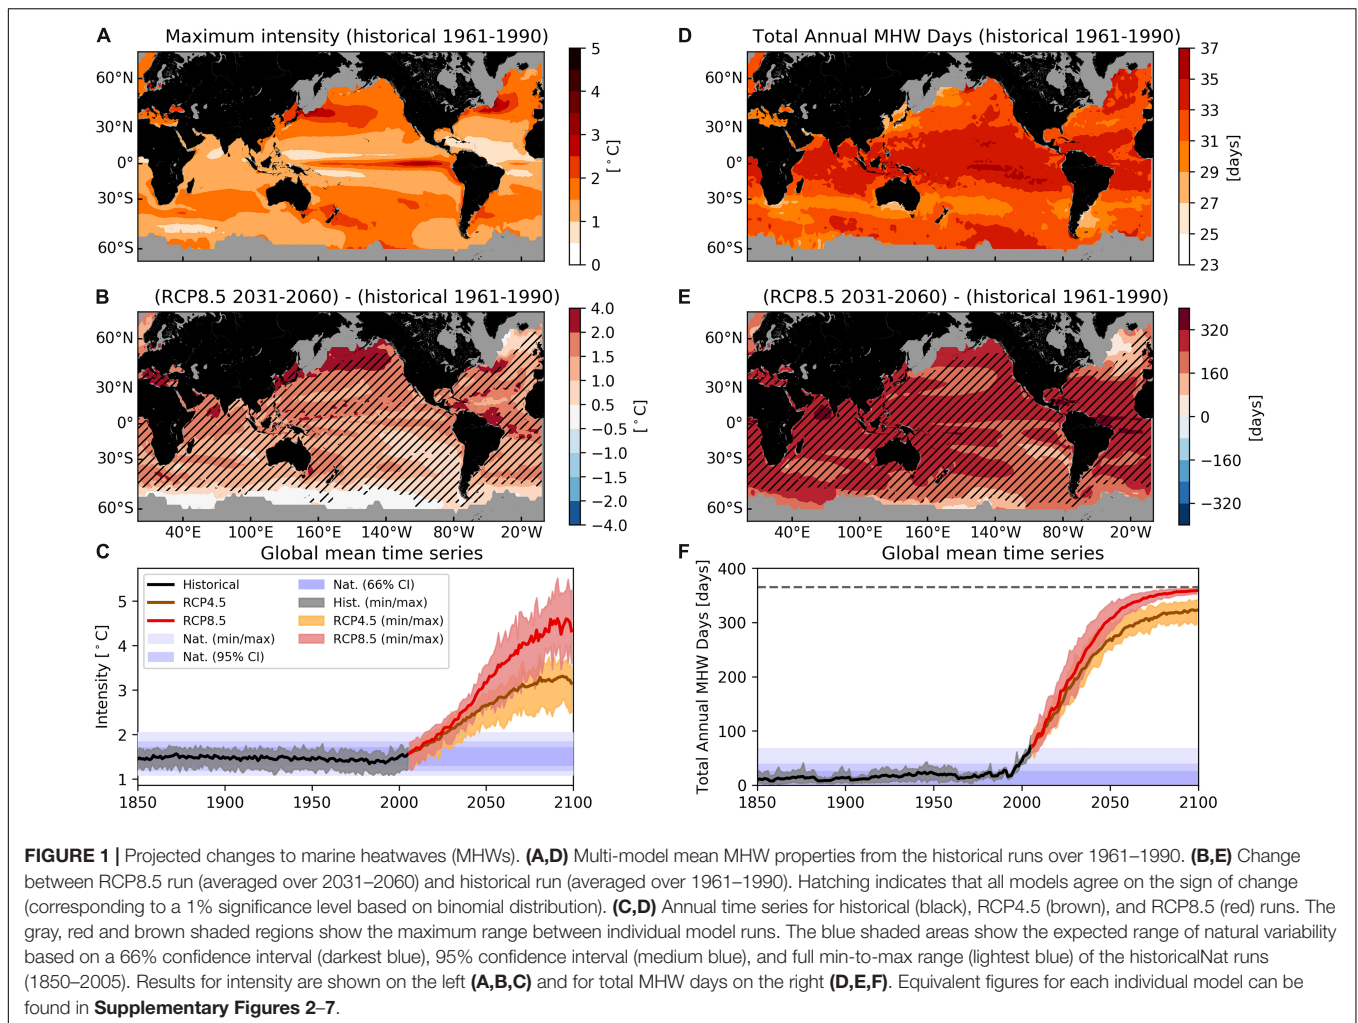 A
Maximum intensity (historical 1961-1990)
60°N
30°N
0°
30°S
60°S
5
4
3
2
1
0
[°C]
D
Total Annual MHW Days (historical 1961-1990)
60°N
30°N
0°
30°S
60°S
37
35
33
31
29
27
25
23
[days]
B
(RCP8.5 2031-2060) - (historical 1961-1990)
60°N
30°N
0°
30°S
60°S
40°E
100°E
160°E
140°W
80°W
20°W
4.0
2.0
1.5
1.0
0.5
−0.5
−1.0
−1.5
−2.0
−4.0
[°C]
E
(RCP8.5 2031-2060) - (historical 1961-1990)
60°N
30°N
0°
30°S
60°S
40°E
100°E
160°E
140°W
80°W
20°W
320
160
0
−160
−320
[days]
C
Global mean time series
Intensity [°C]
5
4
3
2
1
Historical
RCP4.5
RCP8.5
Nat. (min/max)
Nat. (95% CI)
Nat. (66% CI)
Hist. (min/max)
RCP4.5 (min/max)
RCP8.5 (min/max)
1850
1900
1950
2000
2050
2100
F
Global mean time series
Total Annual MHW Days [days]
400
300
200
100
0
1850
1900
1950
2000
2050
2100
FIGURE 1 | Projected changes to marine heatwaves (MHWs). (A,D) Multi-model mean MHW properties from the historical runs over 1961–1990. (B,E) Change
between RCP8.5 run (averaged over 2031–2060) and historical run (averaged over 1961–1990). Hatching indicates that all models agree on the sign of change
(corresponding to a 1% significance level based on binomial distribution). (C,D) Annual time series for historical (black), RCP4.5 (brown), and RCP8.5 (red) runs. The
gray, red and brown shaded regions show the maximum range between individual model runs. The blue shaded areas show the expected range of natural variability
based on a 66% confidence interval (darkest blue), 95% confidence interval (medium blue), and full min-to-max range (lightest blue) of the historicalNat runs
(1850–2005). Results for intensity are shown on the left (A,B,C) and for total MHW days on the right (D,E,F). Equivalent figures for each individual model can be
found in Supplementary Figures 2–7.